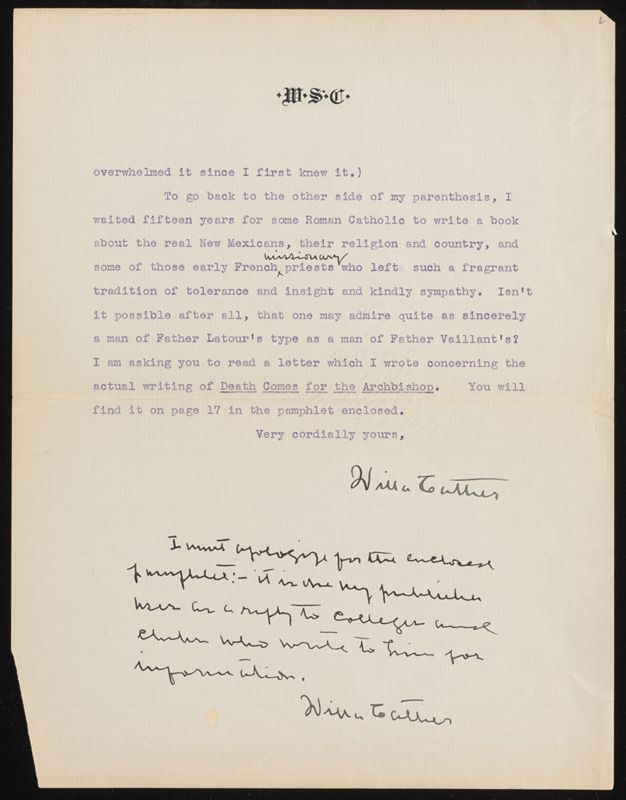 2
·W·S·C·
overwhelmed it since I first knew it.)
To go back to the other side of my parenthesis, I
waited fifteen years for some Roman Catholic to write a book
about the real New Mexicans, their religion and country, and
missionary
some of those early French priests who left such a fragrant
tradition of tolerance and insight and kindly sympathy. Isn't
it possible after all, that one may admire quite as sincerely
a man of Father Latour's type as a man of Father Vaillant's?
I am asking you to read a letter which I wrote concerning the
actual writing of Death Comes for the Archbishop. You will
find it on page 17 in the pamphlet enclosed.
Very cordially yours,
Willa Cather
I must apologize for the enclosed
pamphlet:- it is one my publisher
uses as a reply to colleges and
clubs who write to him for
information.
Willa Cather